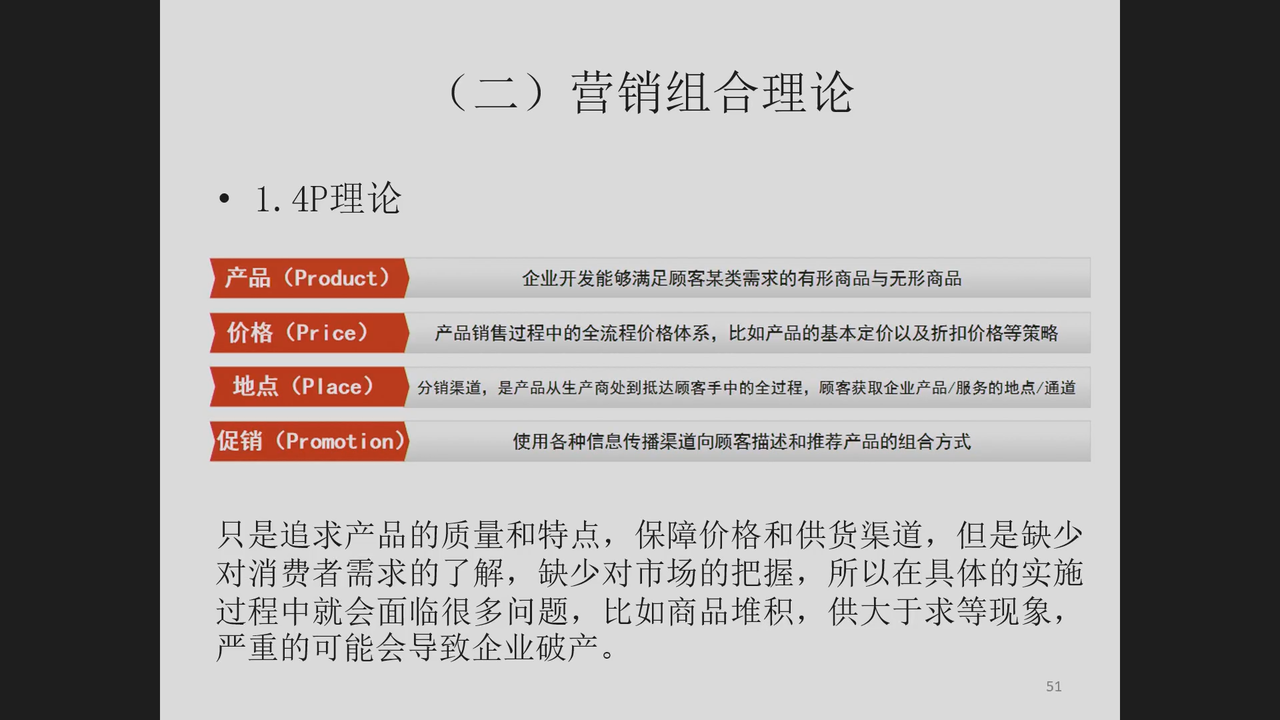 （二）营销组合理论
• 1.4P理论
产品（Product） 企业开发能够满足顾客某类需求的有形商品与无形商品
价格（Price） 产品销售过程中的全流程价格体系，比如产品的基本定价以及折扣价格等策略
地点（Place） 分销渠道，是产品从生产商处到抵达顾客手中的全过程，顾客获取企业产品/服务的地点/通道
促销（Promotion） 使用各种信息传播渠道向顾客描述和推荐产品的组合方式
只是追求产品的质量和特点，保障价格和供货渠道，但是缺少
对消费者需求的了解，缺少对市场的把握，所以在具体的实施
过程中就会面临很多问题，比如商品堆积，供大于求等现象，
严重的可能会导致企业破产。
51